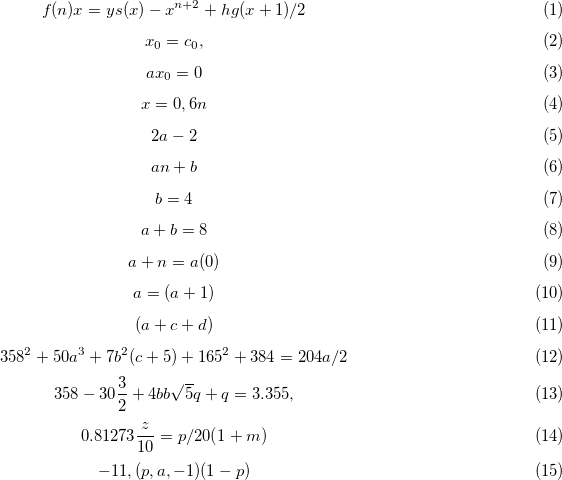 f(n)x = ys(x) − x^{n+2} + hg(x + 1)/2 (1)
x_0 = c_0, (2)
ax_0 = 0 (3)
x = 0, 6n (4)
2a − 2 (5)
an + b (6)
b = 4 (7)
a + b = 8 (8)
a + n = a(0) (9)
a = (a + 1) (10)
(a + c + d) (11)
358^2 + 50a^3 + 7b^2(c + 5) + 165^2 + 384 = 204a/2 (12)
358 − 30\frac{3}{2} + 4bb√5q + q = 3.355, (13)
0.81273\frac{z}{10} = p/20(1 + m) (14)
−11, (p, a, −1)(1 − p) (15)